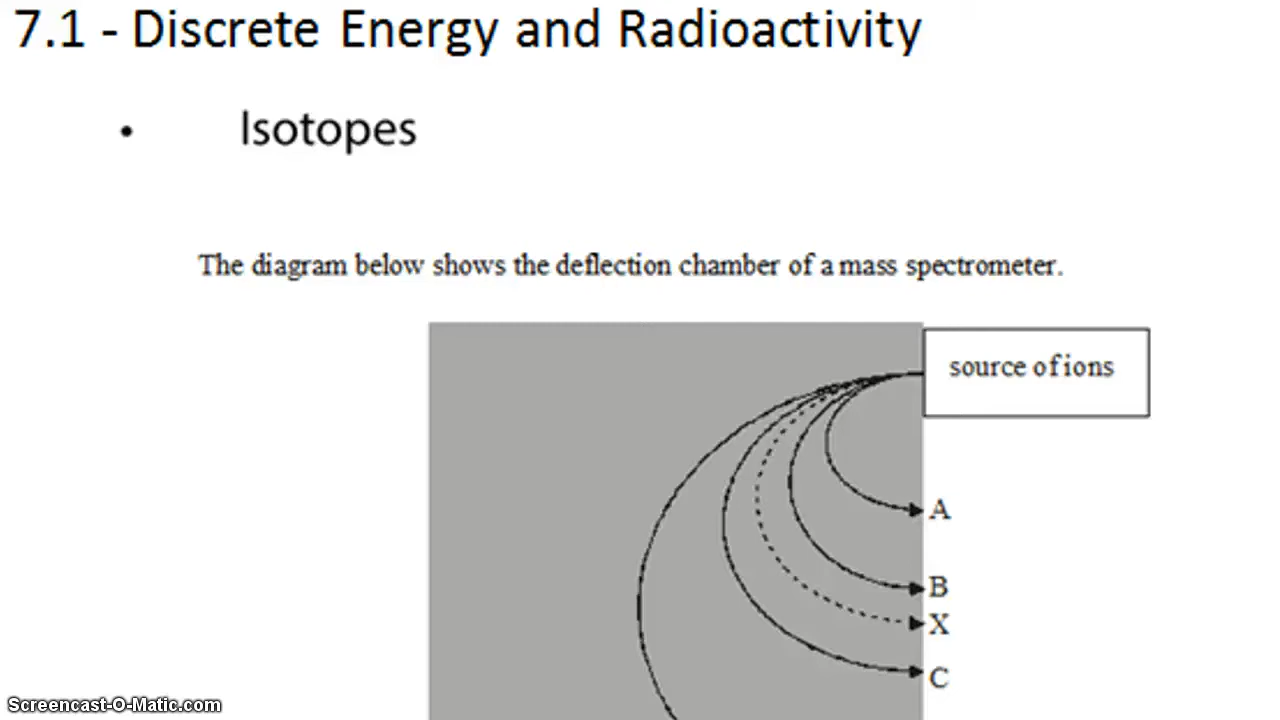 7.1 - Discrete Energy and Radioactivity
• Isotopes
The diagram below shows the deflection chamber of a mass spectrometer.
source of ions
A
B
X
C
Screencast-O-Matic.com